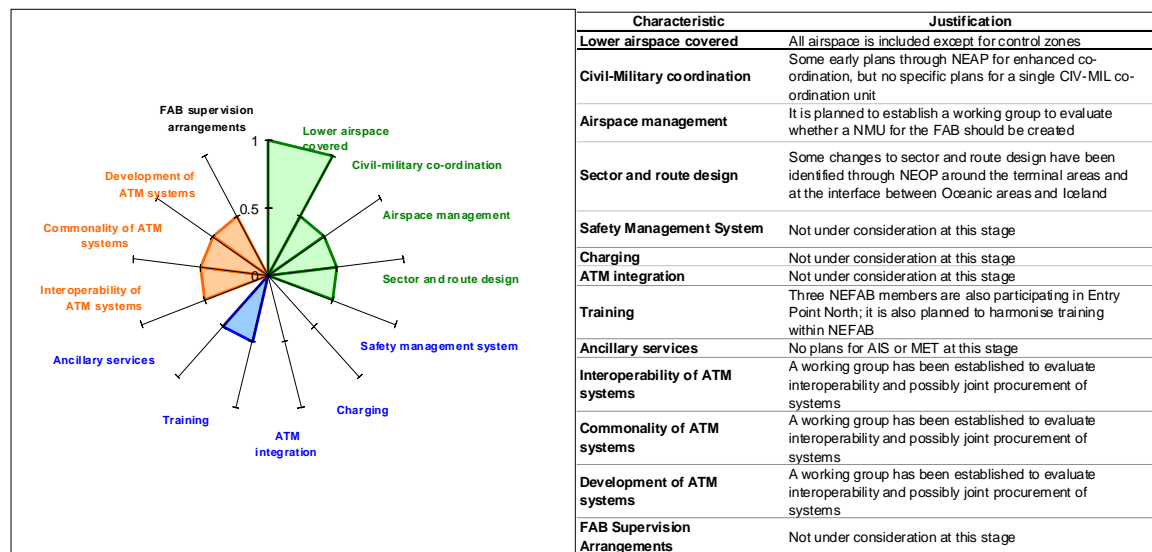 FAB supervision
arrangements
Lower airspace
covered
1
Civil-military co-ordination
Development of
ATM systems
Airspace management
0.5
Commonality of ATM
systems
0
Sector and route design
Interoperability of
ATM systems
Safety management system
Ancillary services
Charging
Training
ATM
integration
Characteristic Justification
Lower airspace covered All airspace is included except for control zones
Some early plans through NEAP for enhanced co-
Civil-Military coordination ordination, but no specific plans for a single CIV-MIL co-
ordination unit
Airspace management It is planned to establish a working group to evaluate
whether a NMU for the FAB should be created
Some changes to sector and route design have been
Sector and route design identified through NEOP around the terminal areas and
at the interface between Oceanic areas and Iceland
Safety Management System Not under consideration at this stage
Charging Not under consideration at this stage
ATM integration Not under consideration at this stage
Training Three NEFAB members are also participating in Entry
Point North; it is also planned to harmonise training
within NEFAB
Ancillary services No plans for AIS or MET at this stage
Interoperability of ATM
systems
A working group has been established to evaluate
interoperability and possibly joint procurement of
systems
Commonality of ATM
systems
A working group has been established to evaluate
interoperability and possibly joint procurement of
systems
Development of ATM
systems
A working group has been established to evaluate
interoperability and possibly joint procurement of
systems
FAB Supervision
Arrangements
Not under consideration at this stage